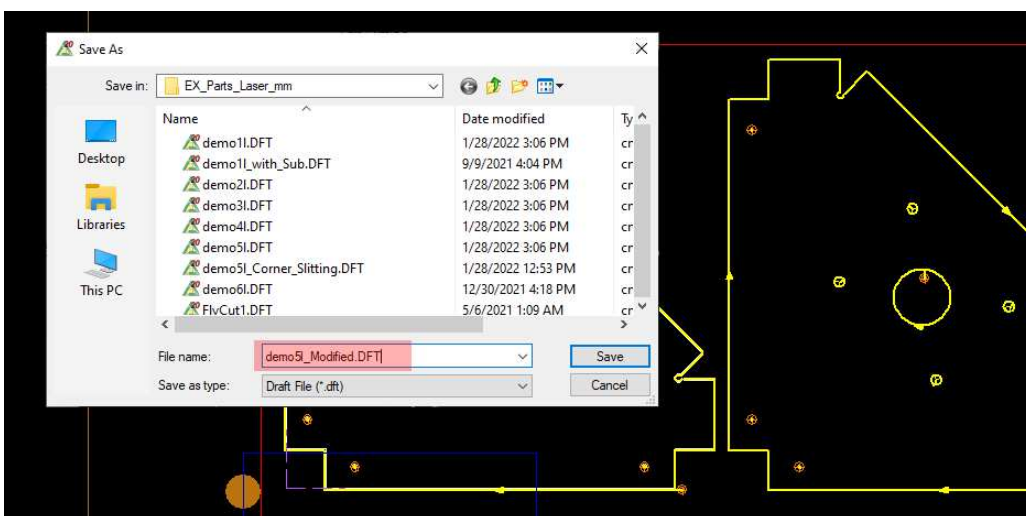 Save As
Save in: EX_Parts_Laser_mm
Name Date modified Ty
demo1l.DFT 1/28/2022 3:06 PM cr
demo1l_with_Sub.DFT 9/9/2021 4:04 PM cr
demo2l.DFT 1/28/2022 3:06 PM cr
demo3l.DFT 1/28/2022 3:06 PM cr
demo4l.DFT 1/28/2022 3:06 PM cr
demo5l.DFT 1/28/2022 3:06 PM cr
demo5l_Corner_Slitting.DFT 1/28/2022 12:53 PM cr
demo6l.DFT 12/30/2021 4:18 PM cr
FlyCut1.DFT 5/6/2021 1:09 AM cr
Desktop
Libraries
This PC
File name: demo5l_Modified.DFT Save
Save as type: Draft File (*.dft) Cancel